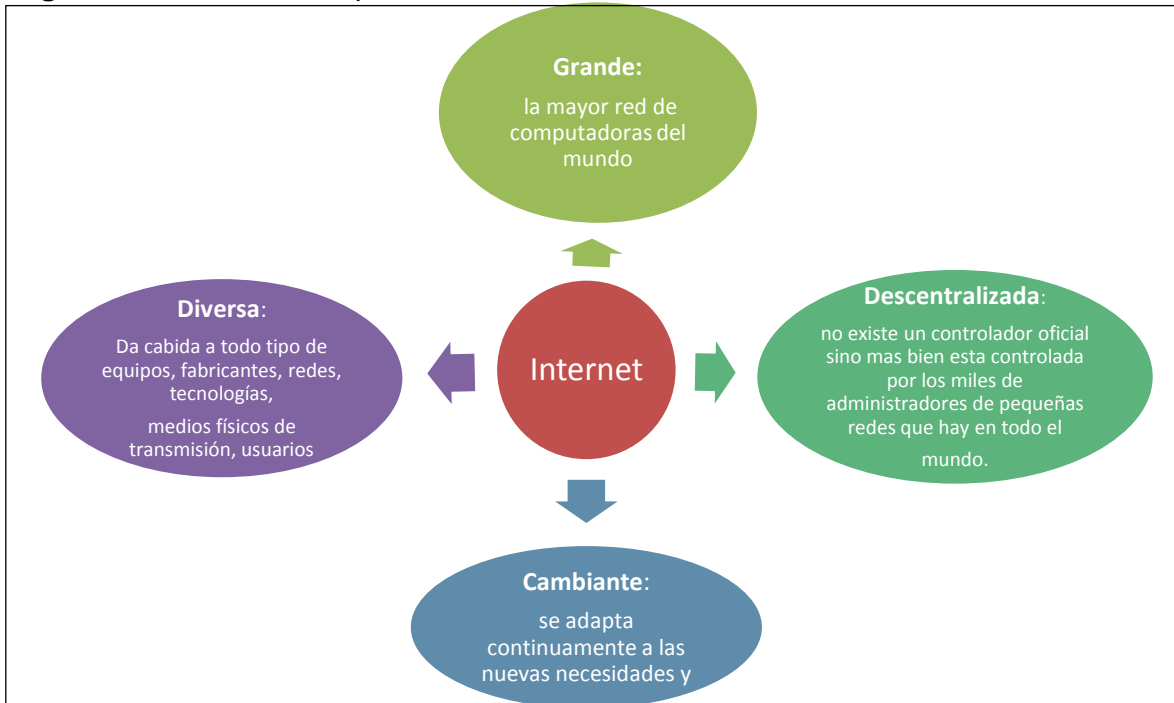 Grande:
la mayor red de
computadoras del
mundo
Diversa:
Da cabida a todo tipo de
equipos, fabricantes, redes,
tecnologías,
medios físicos de
transmisión, usuarios
Internet
Descentralizada:
no existe un controlador oficial
sino mas bien esta controlada
por los miles de
administradores de pequeñas
redes que hay en todo el
mundo.
Cambiante:
se adapta
continuamente a las
nuevas necesidades y